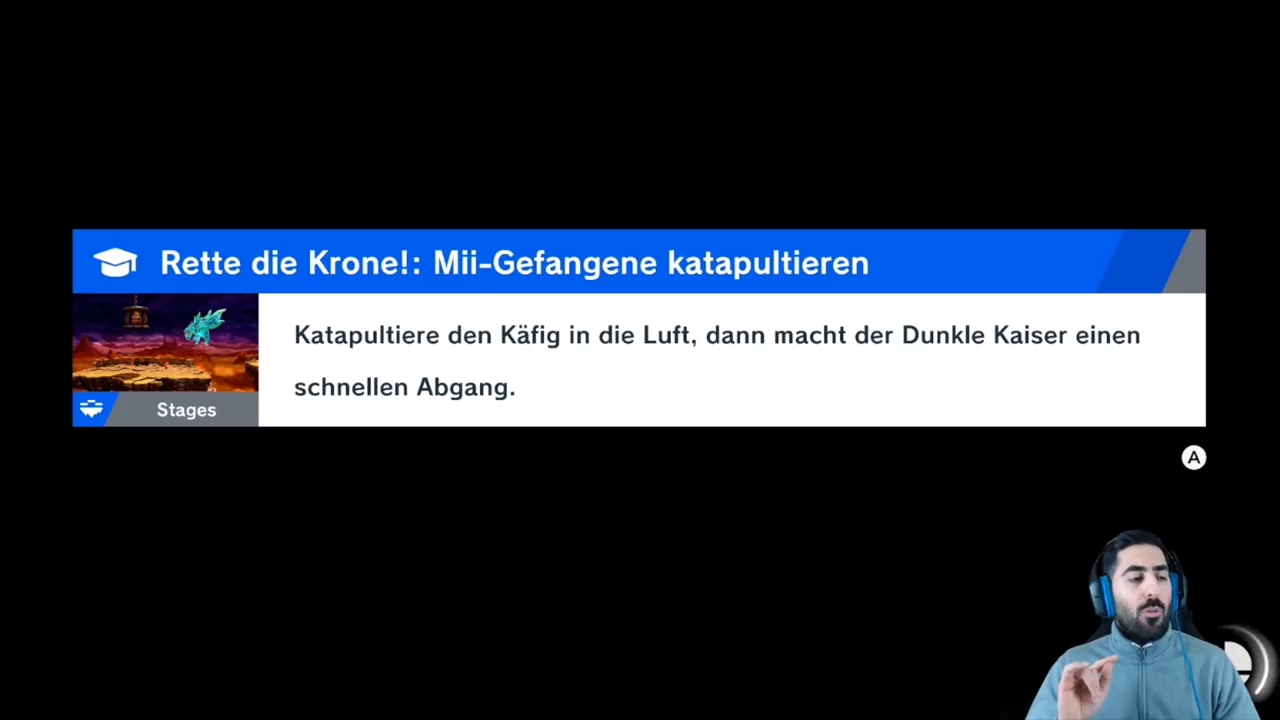 Rette die Krone!: Mii-Gefangene katapultieren
Katapultiere den Käfig in die Luft, dann macht der Dunkle Kaiser einen
schnellen Abgang.
Stages
A